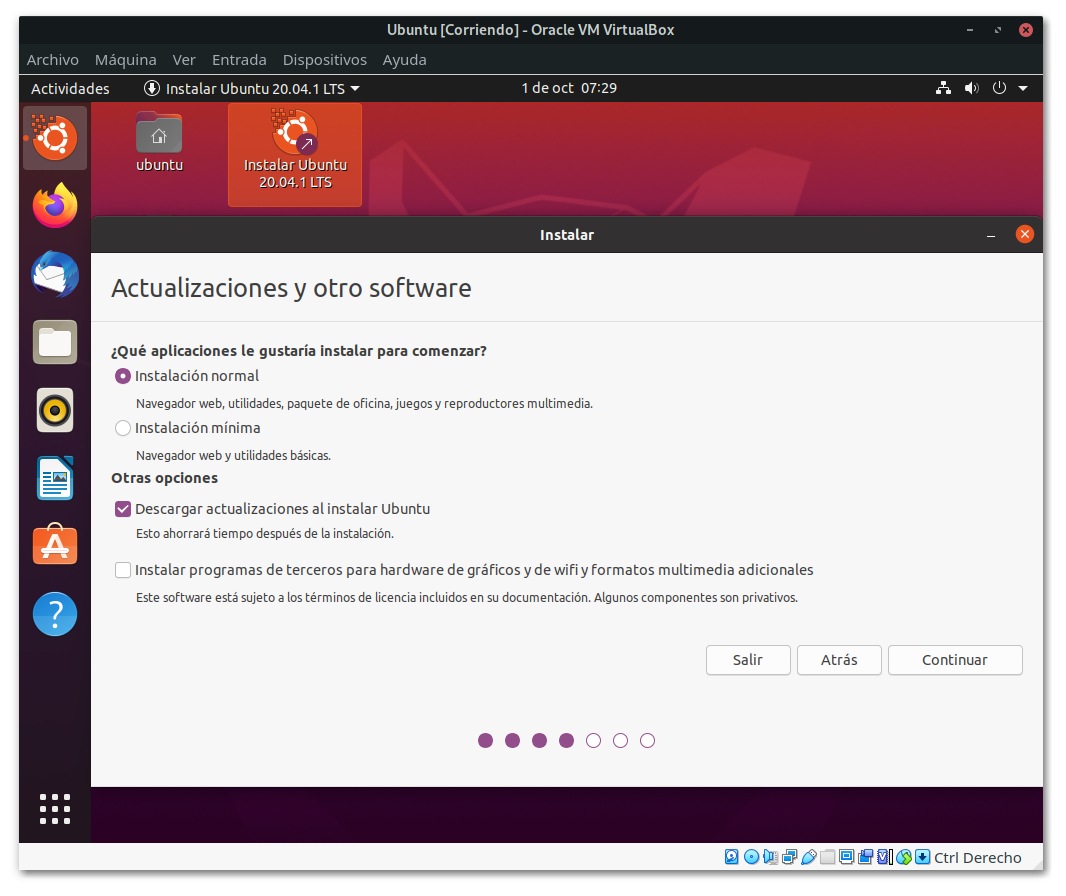 Ubuntu [Corriendo] - Oracle VM VirtualBox
Archivo Máquina Ver Entrada Dispositivos Ayuda
Actividades Instalar Ubuntu 20.04.1 LTS 1 de oct 07:29
ubuntu
Instalar Ubuntu
20.04.1 LTS
Instalar
Actualizaciones y otro software
¿Qué aplicaciones le gustaría instalar para comenzar?
Instalación normal
Navegador web, utilidades, paquete de oficina, juegos y reproductores multimedia.
Instalación mínima
Navegador web y utilidades básicas.
Otras opciones
Descargar actualizaciones al instalar Ubuntu
Esto ahorrará tiempo después de la instalación.
Instalar programas de terceros para hardware de gráficos y de wifi y formatos multimedia adicionales
Este software está sujeto a los términos de licencia incluidos en su documentación. Algunos componentes son privativos.
Salir Atrás Continuar
Ctrl Derecho